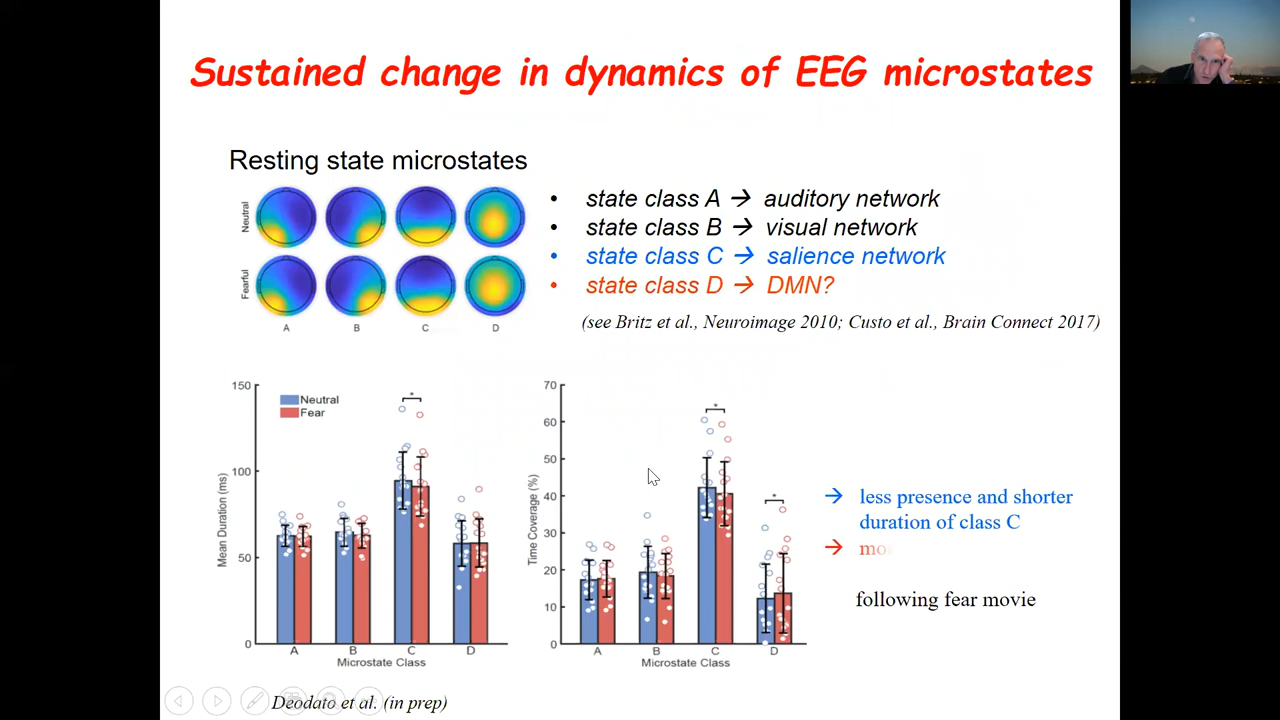 Sustained change in dynamics of EEG microstates
Resting state microstates
Neutral
Fearful
A B C D
• state class A → auditory network
• state class B → visual network
• state class C → salience network
• state class D → DMN?
(see Britz et al., Neuroimage 2010; Custo et al., Brain Connect 2017)
150
100
50
0
Mean Duration (ms)
Neutral
Fear
*
A B C D
Microstate Class
70
60
50
40
30
20
10
0
Time Coverage (%)
*
*
A B C D
Microstate Class
→ less presence and shorter
duration of class C
→ mo
following fear movie
Deodato et al. (in prep)